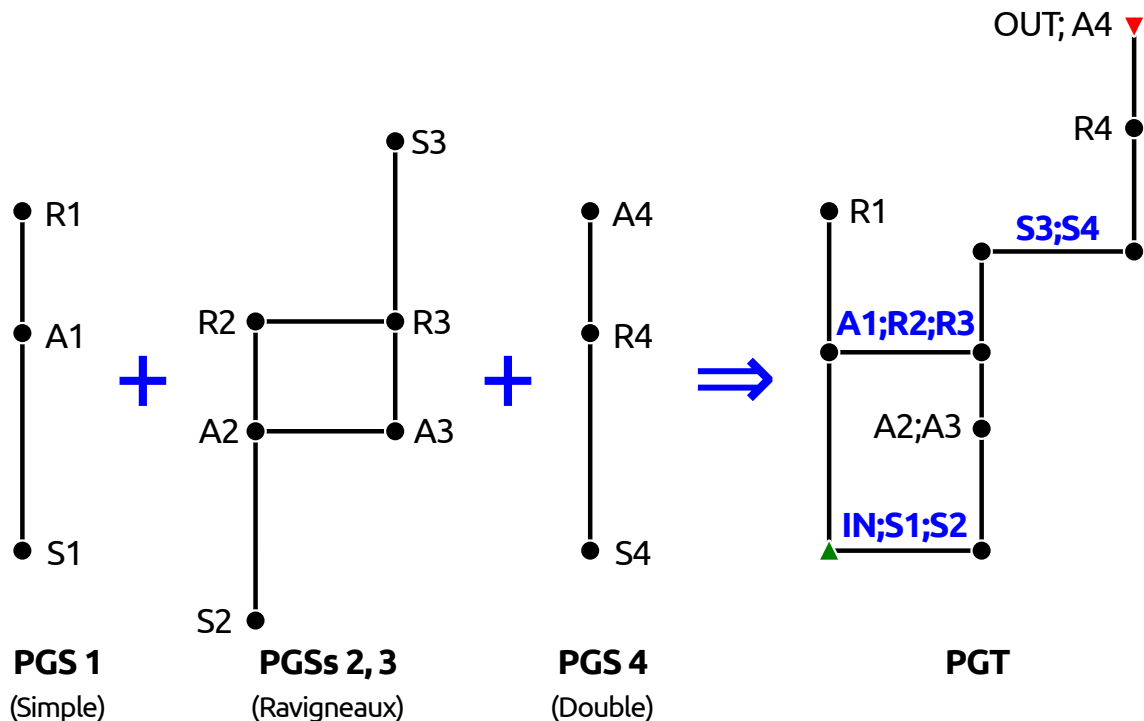 OUT; A4
R4
S3
R1
A1
S1
+
R2
R3
A2
A3
S2
+
A4
R4
S4
⇒
R1
S3;S4
A1;R2;R3
A2;A3
IN;S1;S2
PGS 1
(Simple)
PGSs 2, 3
(Ravigneaux)
PGS 4
(Double)
PGT